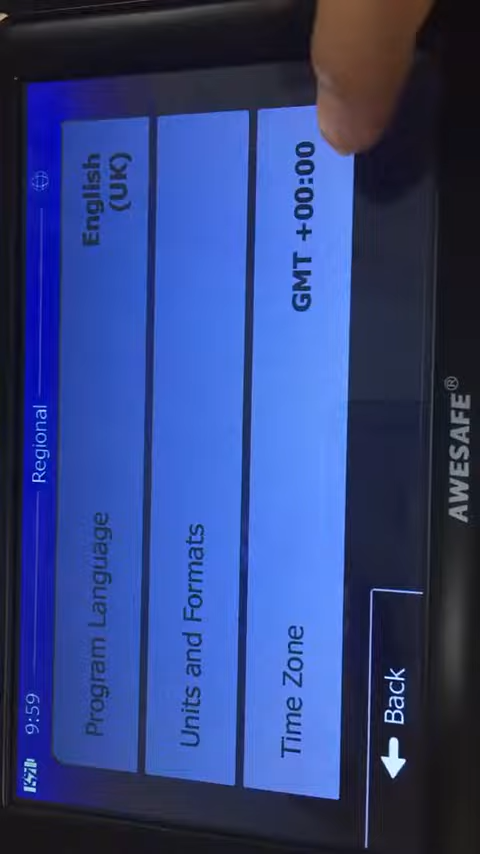 9:59
Regional
Program Language
English
(UK)
Units and Formats
Time Zone
GMT +00:00
Back
AWESAFE®